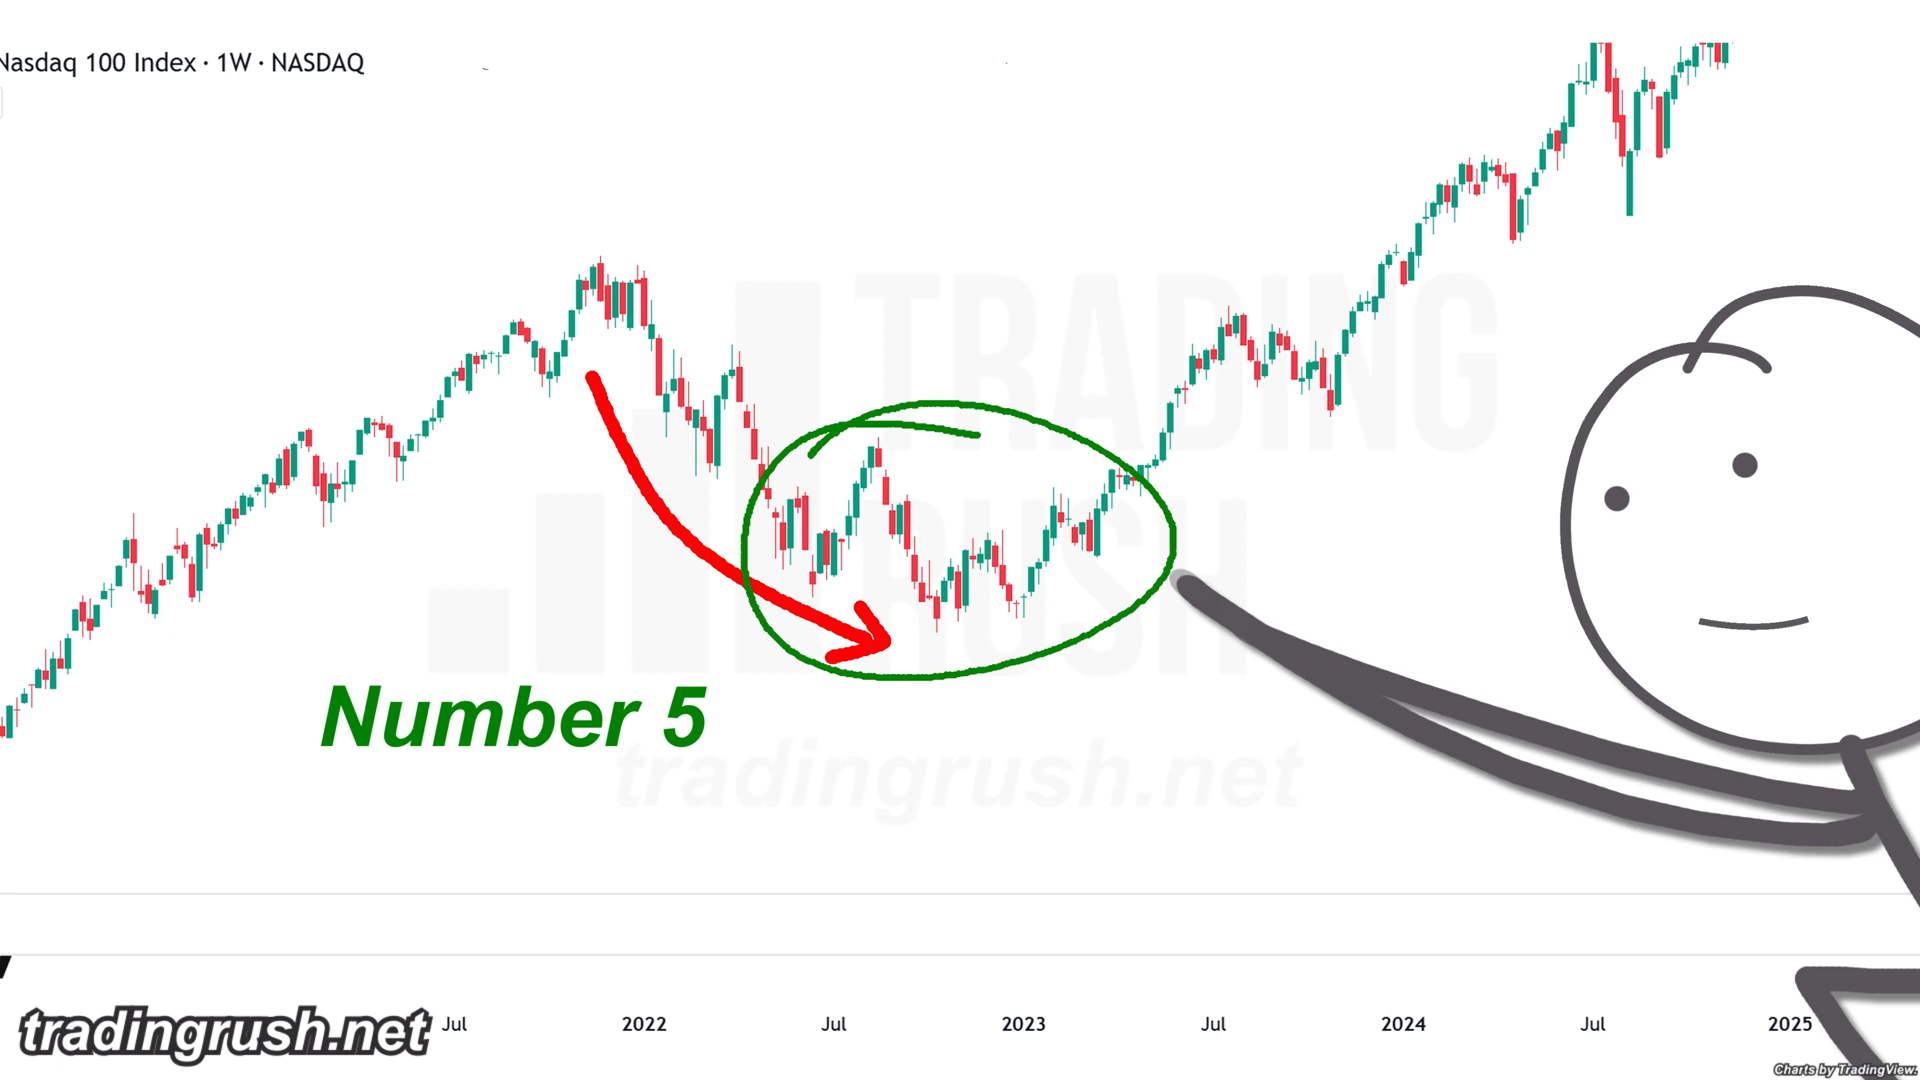 Nasdaq 100 Index · 1W · NASDAQ
TRADING
RUSH
Number 5
tradingrush.net
Jul 2022 Jul 2023 Jul 2024 Jul 2025
tradingrush.net
Charts by TradingView.